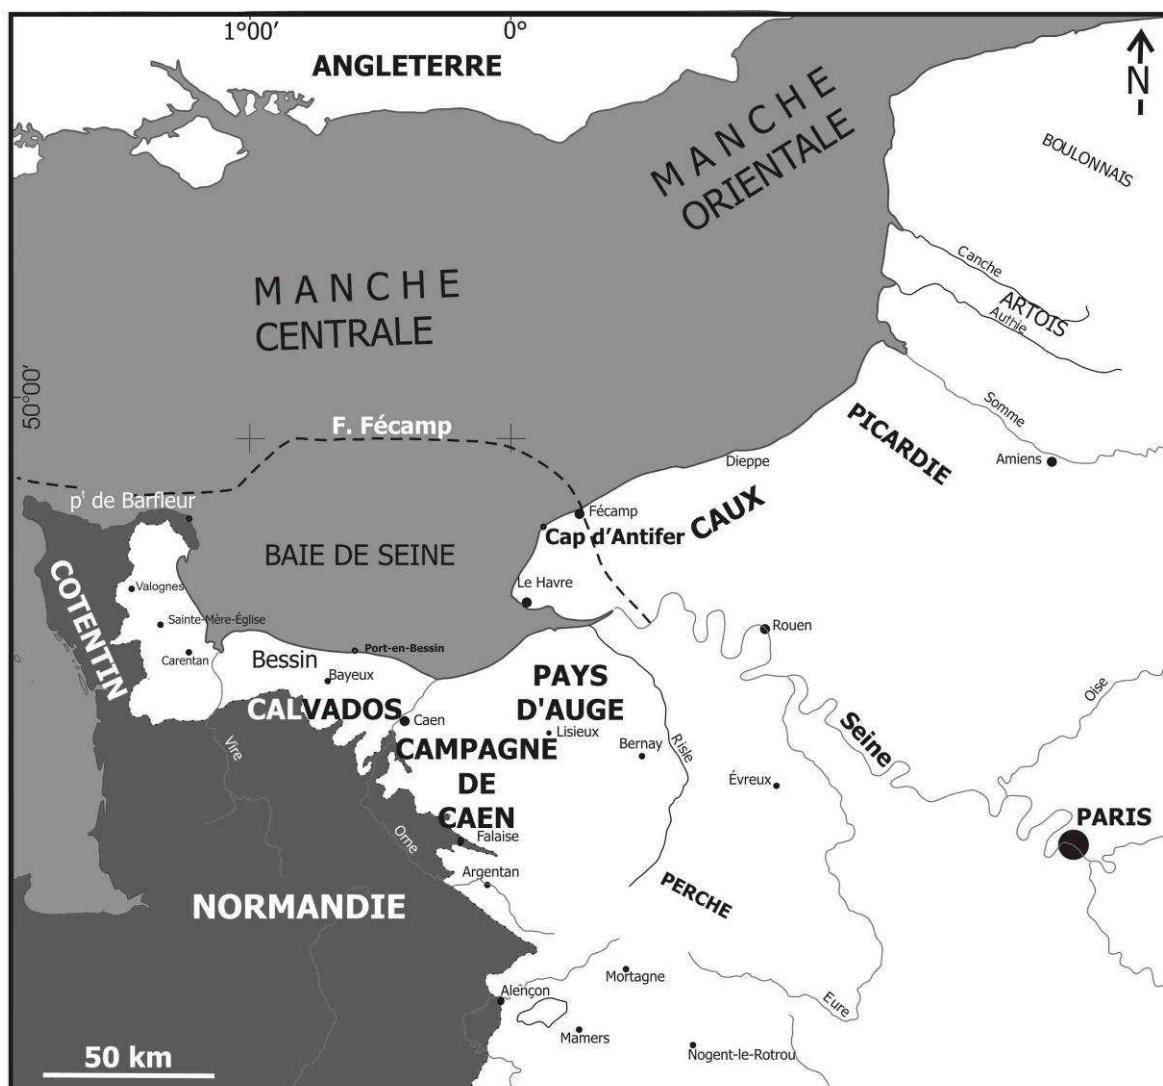 1°00'
0°
ANGLETERRE
N
MANCHE
ORIENTALE
BOULONNAIS
Canche
ARTOIS
Authie
MANCHE
CENTRALE
50°00'
Somme
PICARDIE
F. Fécamp
Dieppe
Amiens
pt de Barfleur
Fécamp
CAUX
Cap d'Antifer
BAIE DE SEINE
COTENTIN
Valognes
Le Havre
Sainte-Mère-Église
Rouen
Carentan
Bessin
Port-en-Bessin
Bayeux
PAYS
D'AUGE
Oise
CALVADOS
Caen
Lisieux
Seine
Vire
CAMPAGNE
DE
CAEN
Bernay
Risle
Évreux
PARIS
Orne
Falaise
Argentan
PERCHE
NORMANDIE
Mortagne
Alençon
Eure
Mamers
Nogent-le-Rotrou
50 km